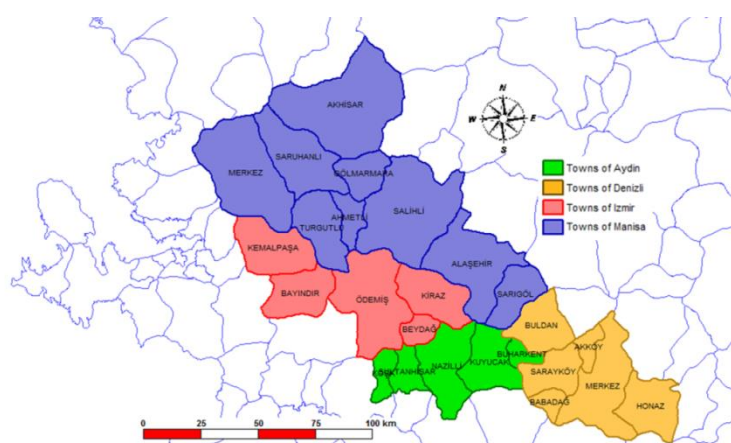 N
W E
S
AKHİSAR
SARUHANLI
MERKEZ
GÖLMARMARA
AHMETLİ
SALİHLİ
TURGUTLU
KEMALPAŞA
ALAŞEHİR
SARIGÖL
BAYINDIR
ÖDEMİŞ
KİRAZ
BEYDAĞ
BULDAN
BUHARKENT
AKKÖY
SULTANHİSAR
NAZİLLİ
KUYUCAK
SARAYKÖY
MERKEZ
BABADAĞ
HONAZ
Towns of Aydin
Towns of Denizli
Towns of Izmir
Towns of Manisa
0 25 50 75 100 km